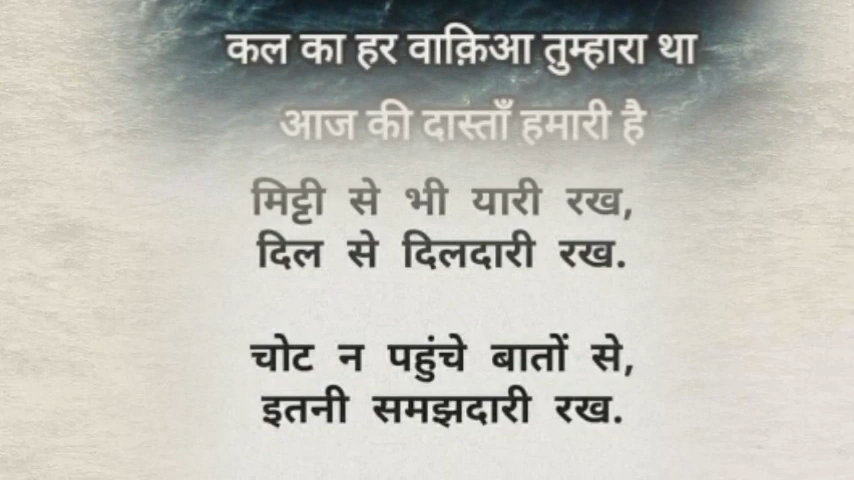 कल का हर वाक़िआ तुम्हारा था
आज की दास्ताँ हमारी है
मिट्टी से भी यारी रख,
दिल से दिलदारी रख.
चोट न पहुंचे बातों से,
इतनी समझदारी रख.